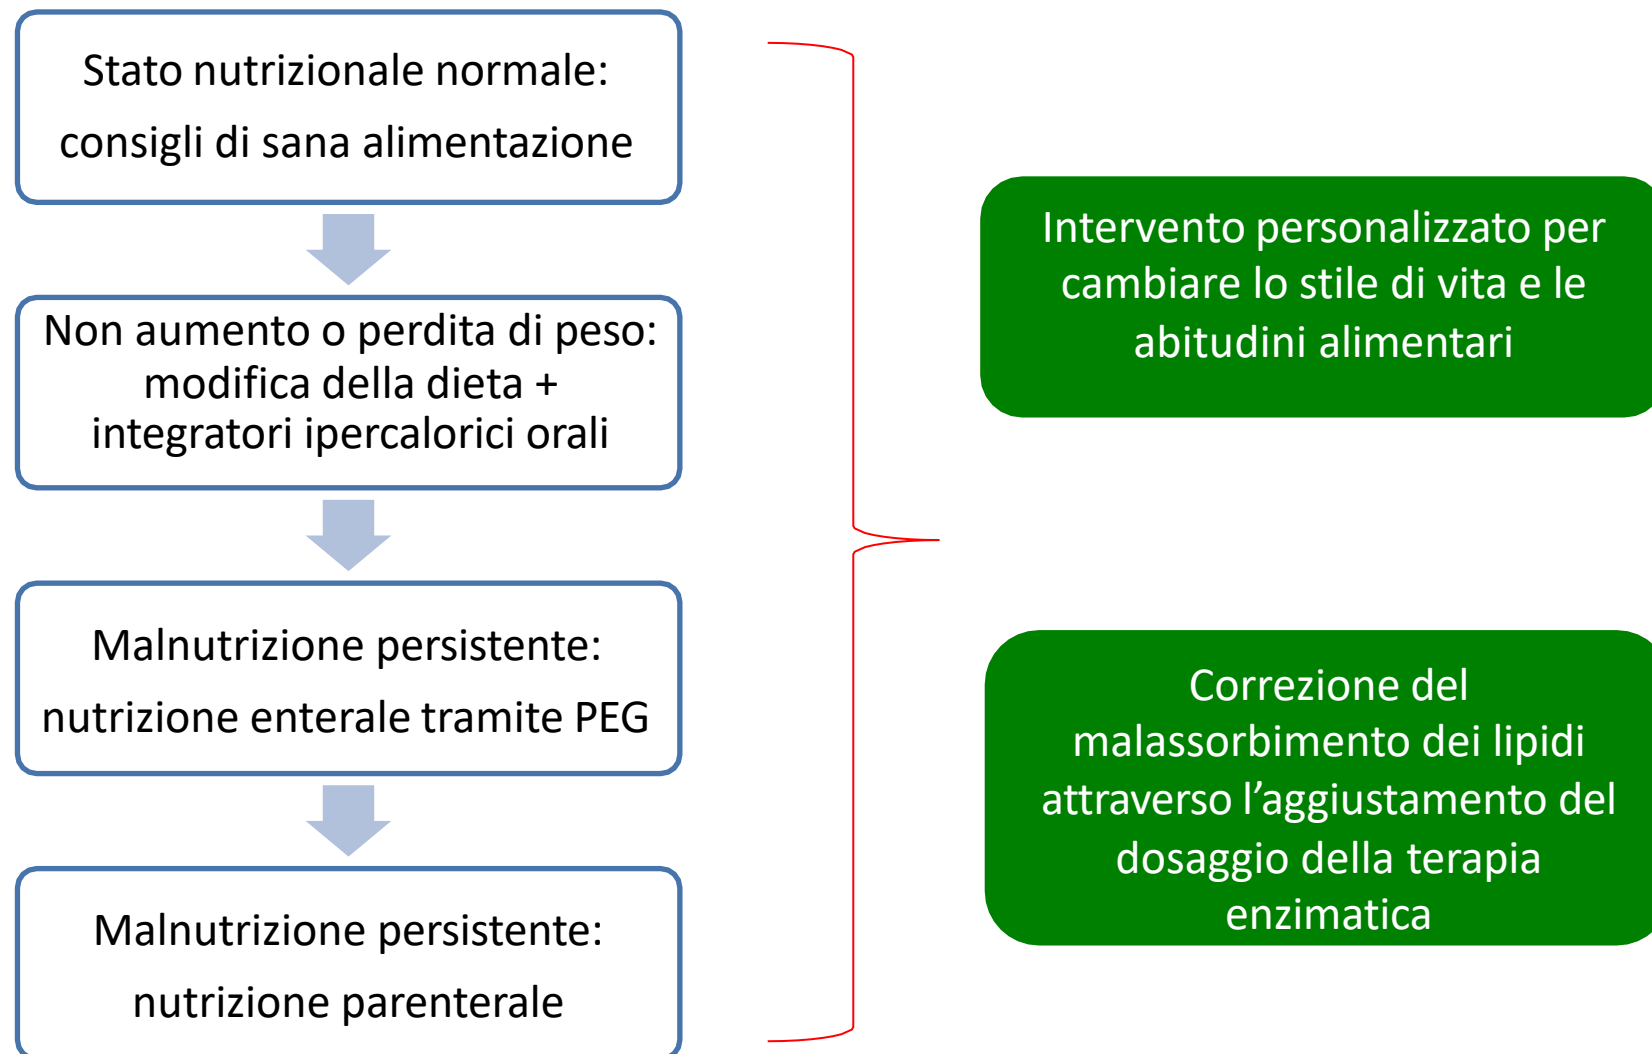 Stato nutrizionale normale:
consigli di sana alimentazione
Non aumento o perdita di peso:
modifica della dieta +
integratori ipercalorici orali
Malnutrizione persistente:
nutrizione enterale tramite PEG
Malnutrizione persistente:
nutrizione parenterale
Intervento personalizzato per
cambiare lo stile di vita e le
abitudini alimentari
Correzione del
malassorbimento dei lipidi
attraverso l’aggiustamento del
dosaggio della terapia
enzimatica